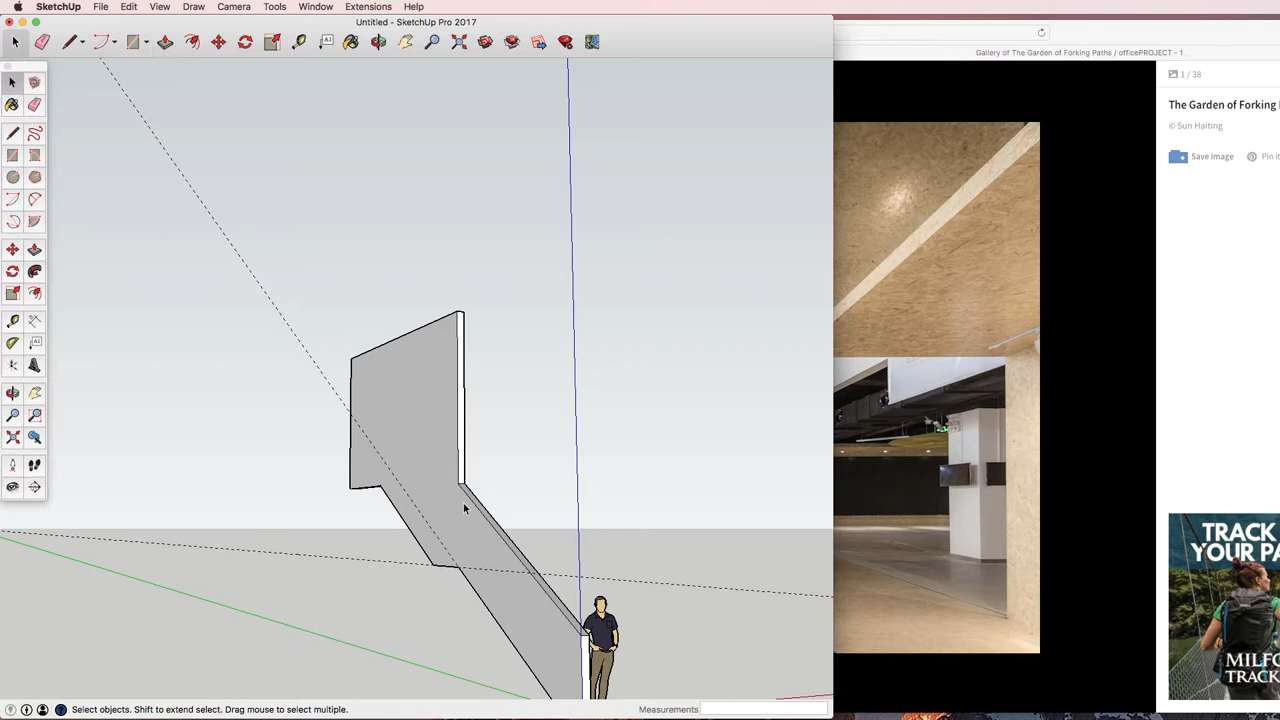 SketchUp File Edit View Draw Camera Tools Window Extensions Help
Untitled - SketchUp Pro 2017
Gallery of The Garden of Forking Paths / officePROJECT - 1
1 / 38
The Garden of Forking
© Sun Haiting
Save image Pin it
TRACK
YOUR PA
MILFO
TRACK
Select objects. Shift to extend select. Drag mouse to select multiple. Measurements